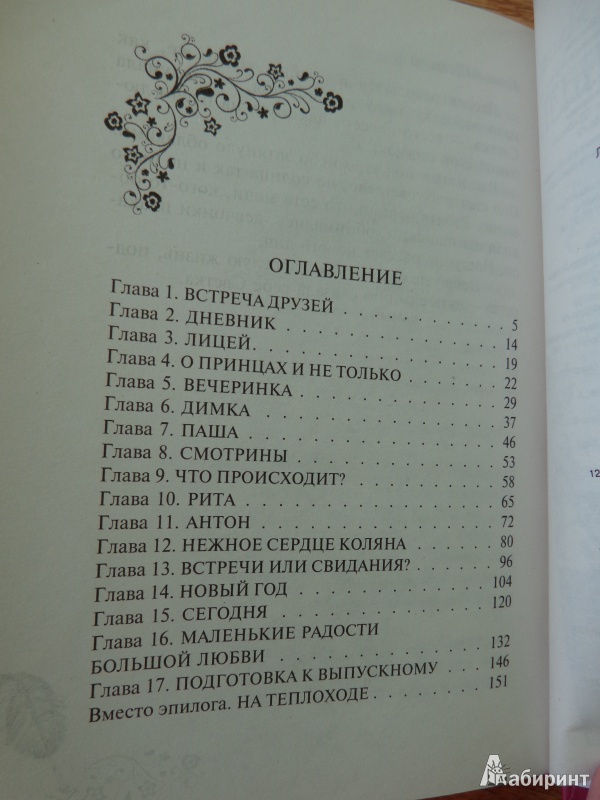 ОГЛАВЛЕНИЕ
Глава 1. ВСТРЕЧА ДРУЗЕЙ . . . . . . . . . . . 5
Глава 2. ДНЕВНИК . . . . . . . . . . . . . . 14
Глава 3. ЛИЦЕЙ. . . . . . . . . . . . . . . . 19
Глава 4. О ПРИНЦАХ И НЕ ТОЛЬКО . . . . . . 22
Глава 5. ВЕЧЕРИНКА . . . . . . . . . . . . . 29
Глава 6. ДИМКА . . . . . . . . . . . . . . . 37
Глава 7. ПАША . . . . . . . . . . . . . . . . 46
Глава 8. СМОТРИНЫ . . . . . . . . . . . . . 53
Глава 9. ЧТО ПРОИСХОДИТ? . . . . . . . . . . 58
Глава 10. РИТА . . . . . . . . . . . . . . . 65
Глава 11. АНТОН . . . . . . . . . . . . . . . 72
Глава 12. НЕЖНОЕ СЕРДЦЕ КОЛЯНА . . . . . 80
Глава 13. ВСТРЕЧИ ИЛИ СВИДАНИЯ? . . . . . 96
Глава 14. НОВЫЙ ГОД . . . . . . . . . . . . 104
Глава 15. СЕГОДНЯ . . . . . . . . . . . . . 120
Глава 16. МАЛЕНЬКИЕ РАДОСТИ
БОЛЬШОЙ ЛЮБВИ . . . . . . . . . . . . . . 132
Глава 17. ПОДГОТОВКА К ВЫПУСКНОМУ . . . 146
Вместо эпилога. НА ТЕПЛОХОДЕ . . . . . . . 151
12
Лабиринт